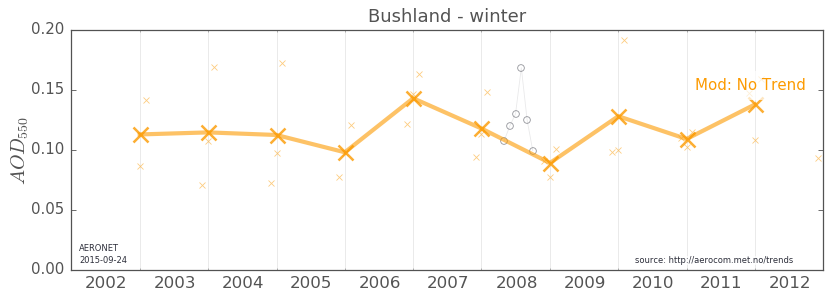 Bushland - winter
0.20
0.15
0.10
0.05
0.00
AOD550
Mod: No Trend
AERONET
2015-09-24
source: http://aerocom.met.no/trends
2002 2003 2004 2005 2006 2007 2008 2009 2010 2011 2012